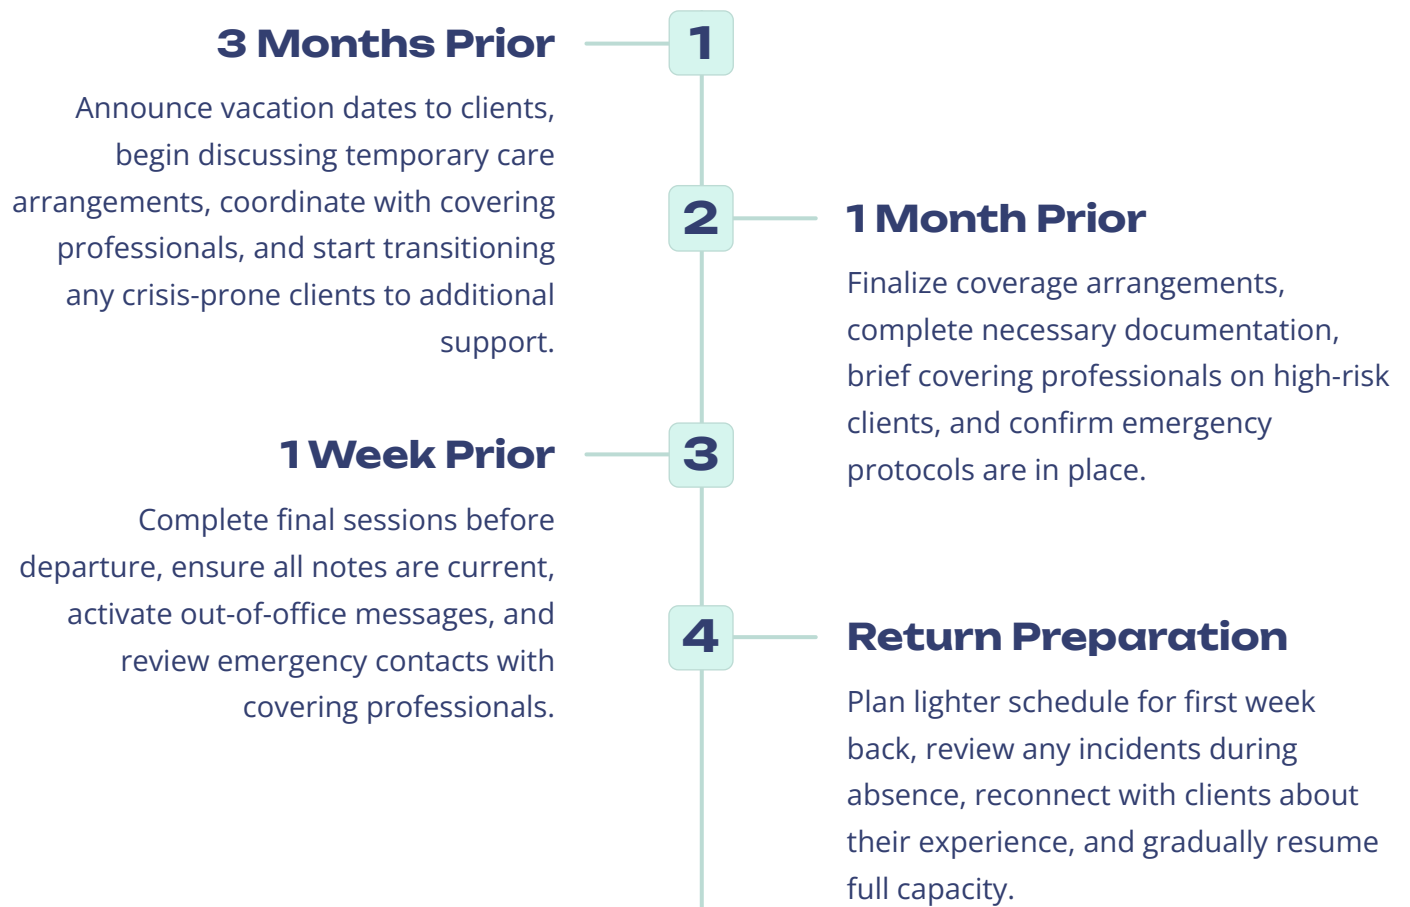 1
3 Months Prior
Announce vacation dates to clients,
begin discussing temporary care
arrangements, coordinate with covering
professionals, and start transitioning
any crisis-prone clients to additional
support.
2
1 Month Prior
Finalize coverage arrangements,
complete necessary documentation,
brief covering professionals on high-risk
clients, and confirm emergency
protocols are in place.
3
1 Week Prior
Complete final sessions before
departure, ensure all notes are current,
activate out-of-office messages, and
review emergency contacts with
covering professionals.
4
Return Preparation
Plan lighter schedule for first week
back, review any incidents during
absence, reconnect with clients about
their experience, and gradually resume
full capacity.